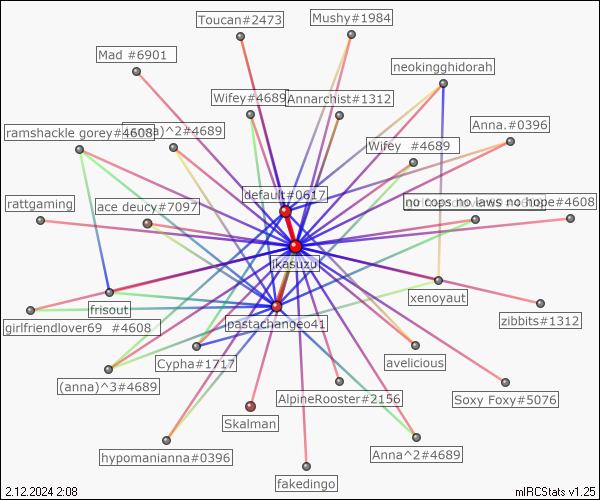 Toucan#2473
Mushy#1984
Mad #6901
neokingghidorah
Wifey#4689
Annarchist#1312
ramshackle gorey#4608
)^2#4689
Anna.#0396
Wifey  #4689
default#0617
rattgaming
ace deucy#7097
no cops no laws no hope#4608
jkasuzu
frisout
xenoyaut
girlfriendlover69  #4608
pastachange41
zibbits#1312
Cypha#1717
avelicious
(anna)^3#4689
AlpineRooster#2156
Soxy Foxy#5076
Skalman
hypomanianna#0396
Anna^2#4689
fakedingo
2.12.2024 2:08
mIRCStats v1.25